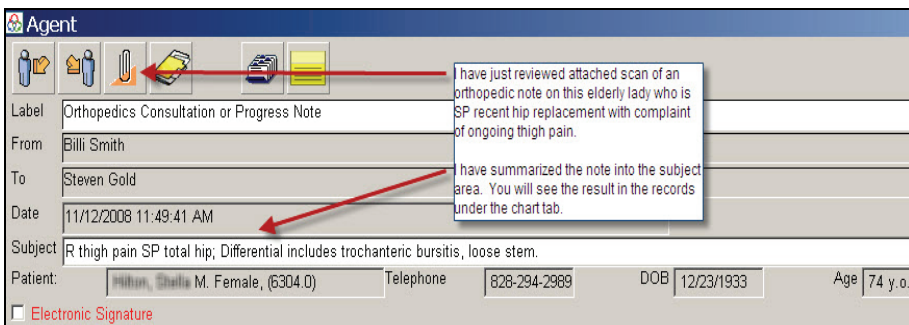 Agent
I have just reviewed attached scan of an
orthopedic note on this elderly lady who is
SP recent hip replacement with complaint
of ongoing thigh pain.
I have summarized the note into the subject
area. You will see the result in the records
under the chart tab.
Label Orthopedics Consultation or Progress Note
From Billi Smith
To Steven Gold
Date 11/12/2008 11:49:41 AM
Subject R thigh pain SP total hip; Differential includes trochanteric bursitis, loose stem.
Patient: M. Female, (6304.0) Telephone 828-294-2989 DOB 12/23/1933 Age 74 y.o.
Electronic Signature